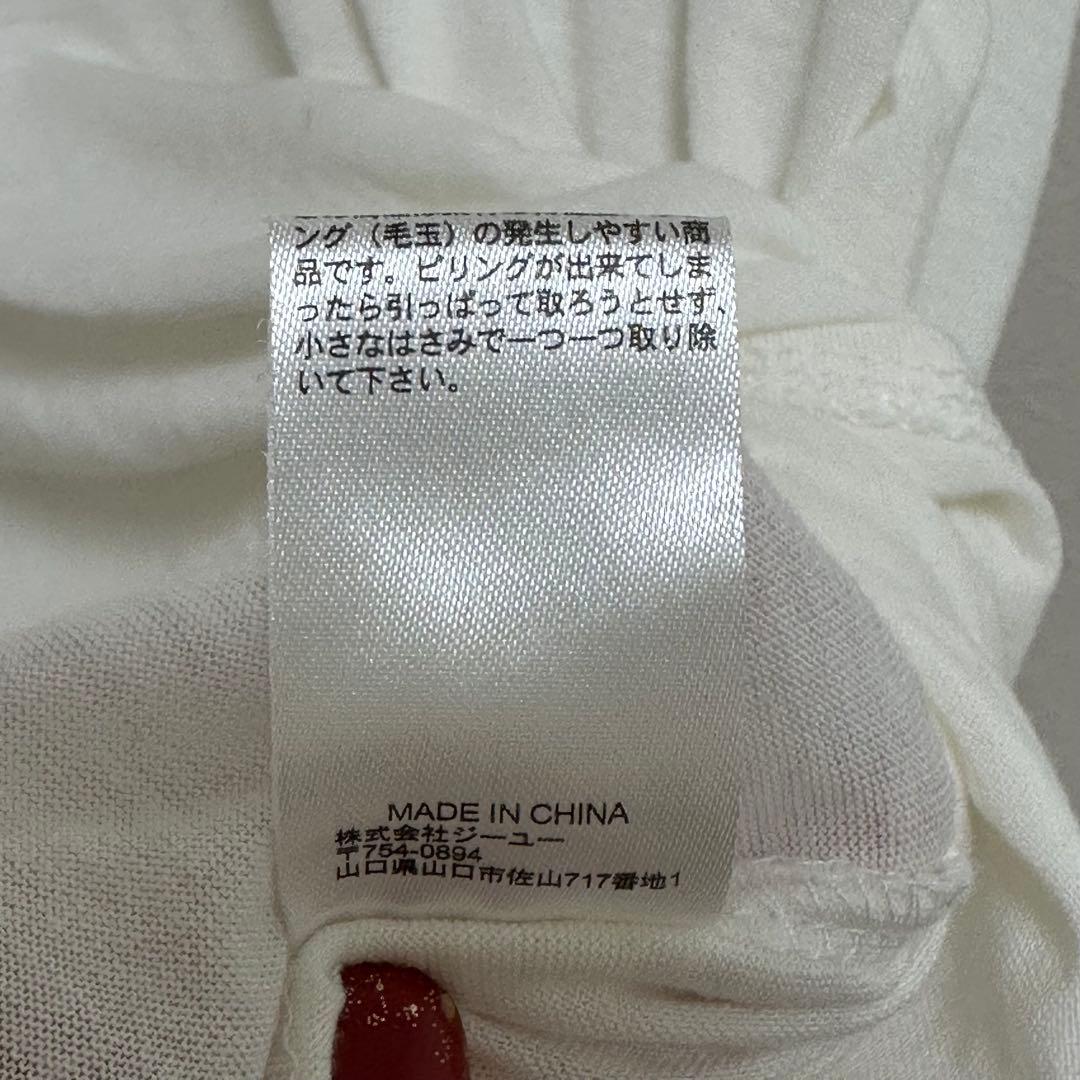 ング（毛玉）の発生しやすい商
品です。ピリングが出来てしま
ったら引っぱって取ろうとせず、
小さなはさみで一つ一つ取り除
いて下さい。
MADE IN CHINA
株式会社ジーユー
〒754-0894
山口県山口市佐山717番地1